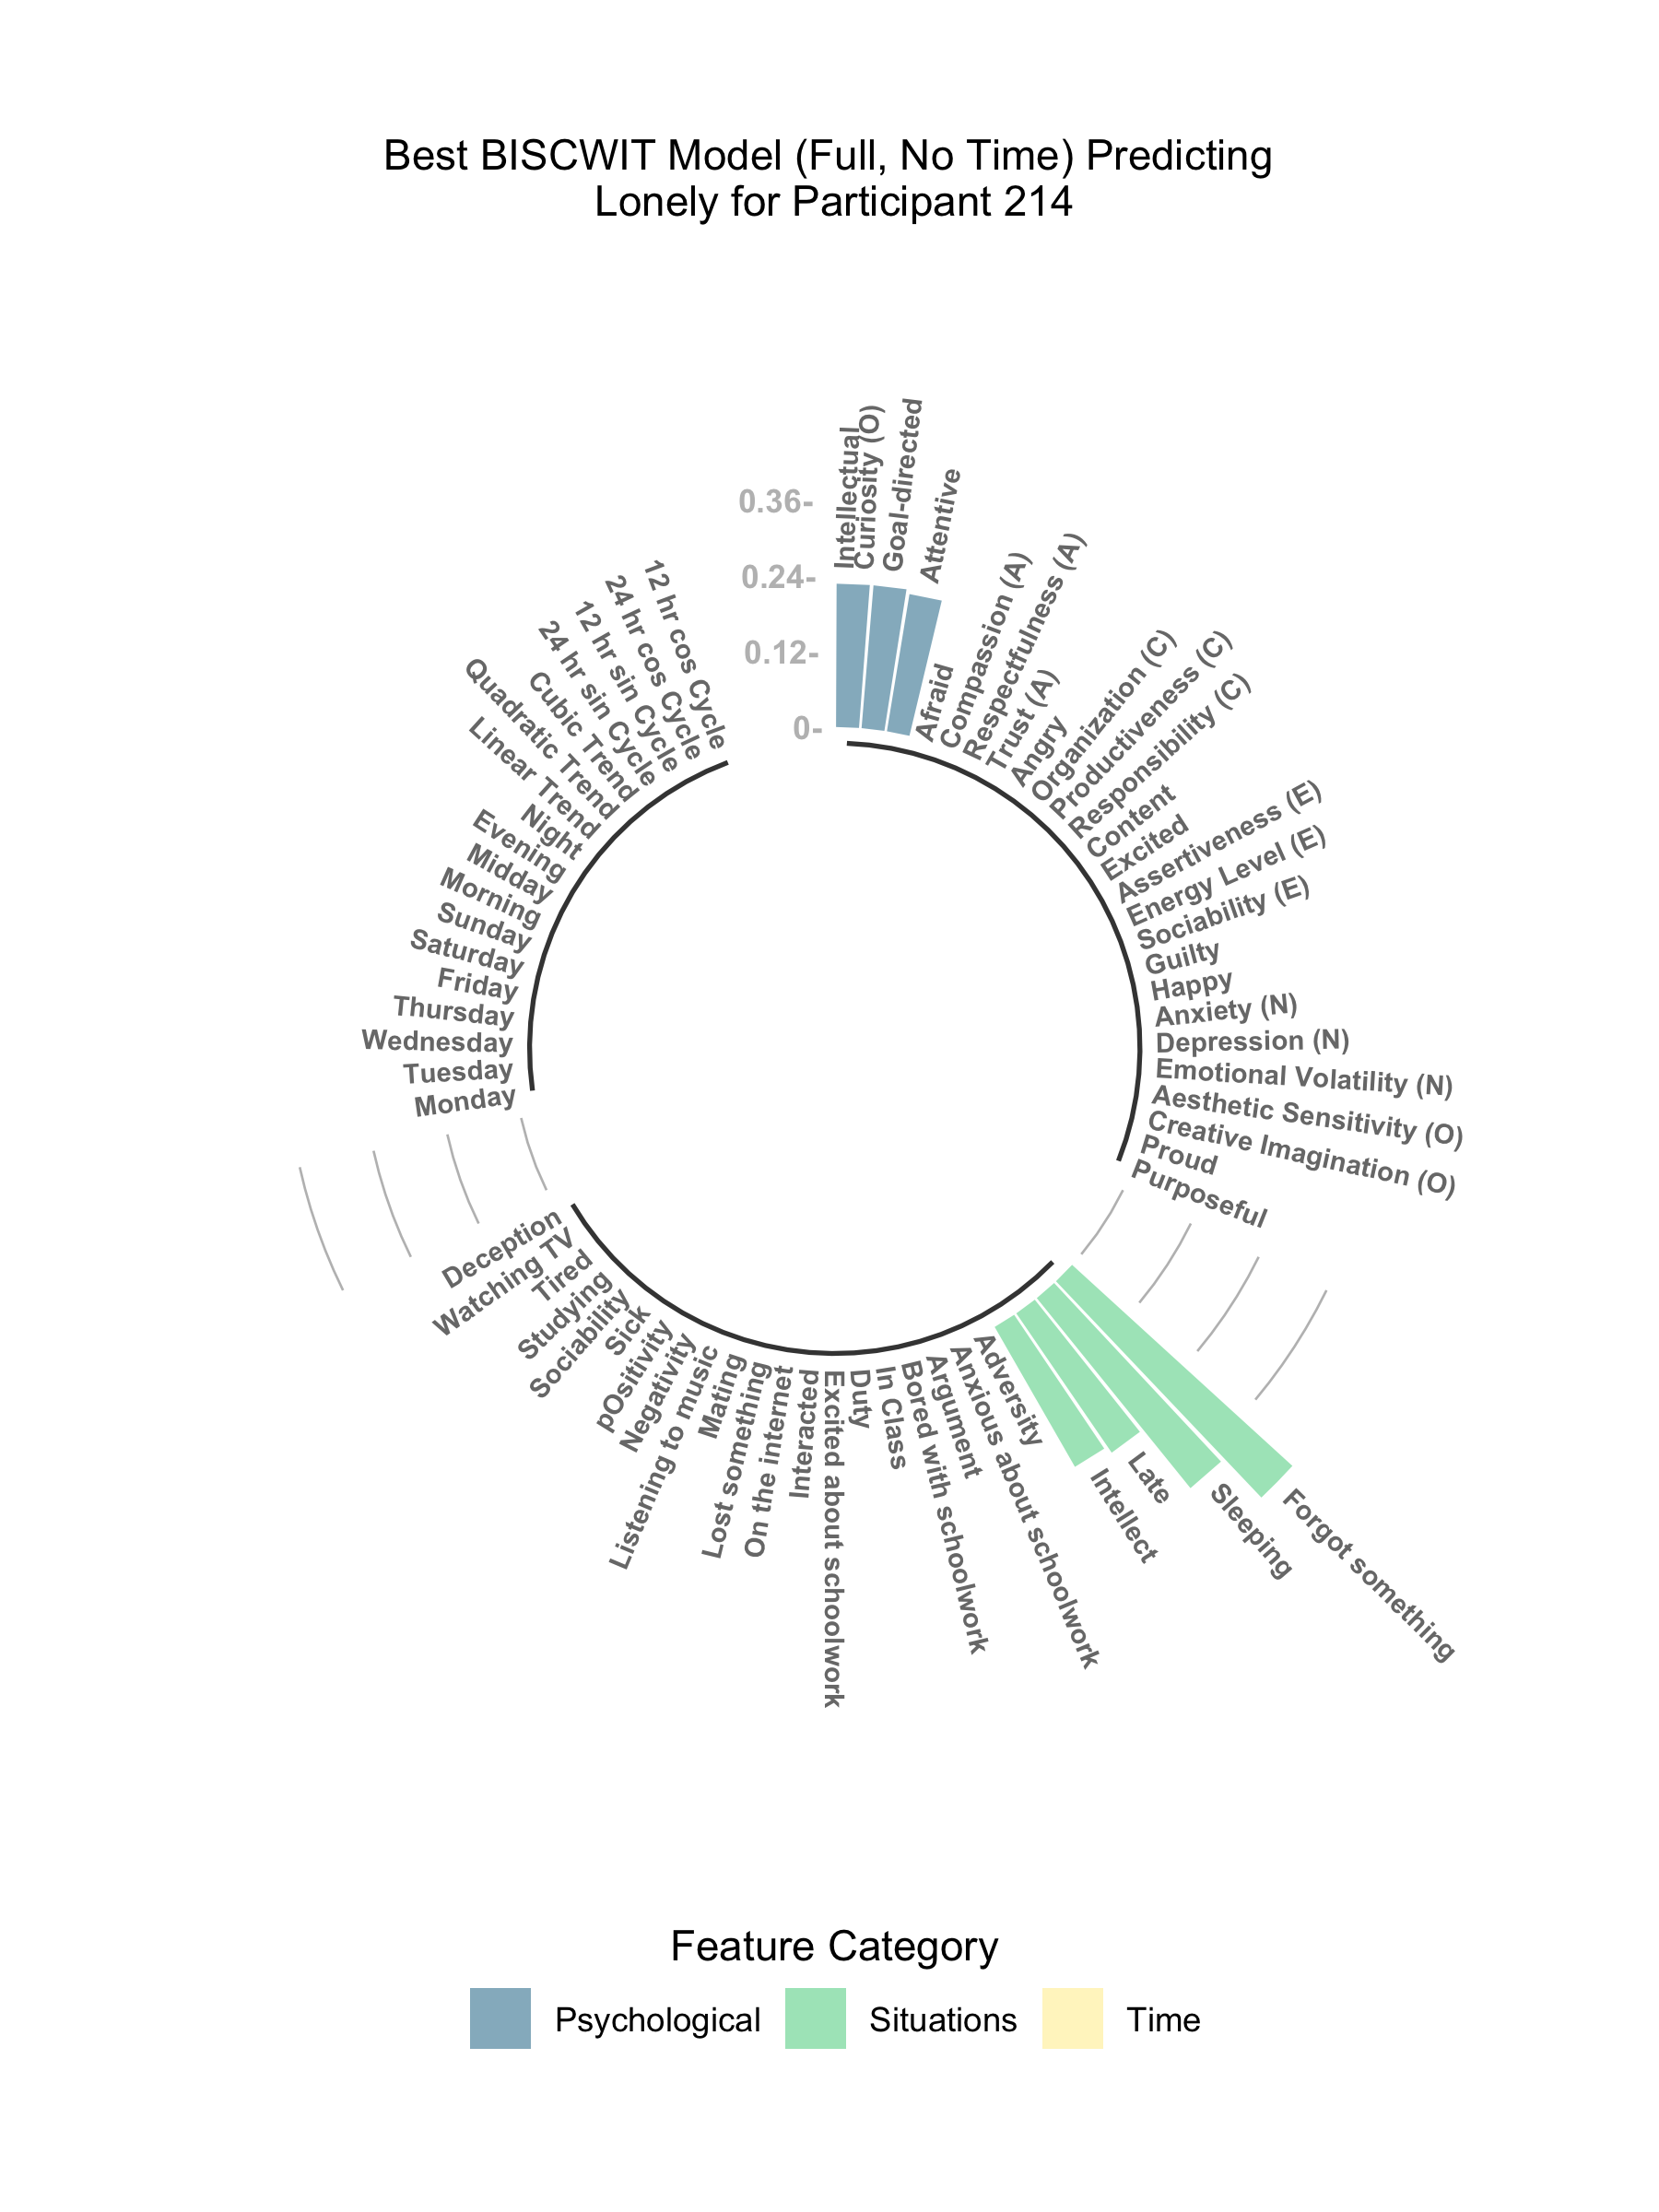 Best BISCWIT Model (Full, No Time) Predicting
Lonely for Participant 214
0.36-
0.24-
0.12-
0-
Intellectual
Curiosity (O)
Goal-directed
Attentive
Afraid
Compassion (A)
Respectfulness (A)
Trust (A)
Angry
Organization (C)
Productiveness (C)
Responsibility (C)
Content
Excited
Assertiveness (E)
Energy Level (E)
Sociability (E)
Guilty
Happy
Anxiety (N)
Depression (N)
Emotional Volatility (N)
Aesthetic Sensitivity (O)
Creative Imagination (O)
Proud
Purposeful
Forgot something
Sleeping
Late
Intellect
Adversity
Anxious about schoolwork
Argument
Bored with schoolwork
In Class
Duty
Excited about schoolwork
Interacted
On the internet
Lost something
Mating
Listening to music
Negativity
pOsitivity
Sick
Sociability
Studying
Tired
Watching TV
Deception
Monday
Tuesday
Wednesday
Thursday
Friday
Saturday
Sunday
Morning
Midday
Evening
Night
Linear Trend
Quadratic Trend
Cubic Trend
24 hr sin Cycle
12 hr sin Cycle
24 hr cos Cycle
12 hr cos Cycle
Feature Category
Psychological
Situations
Time